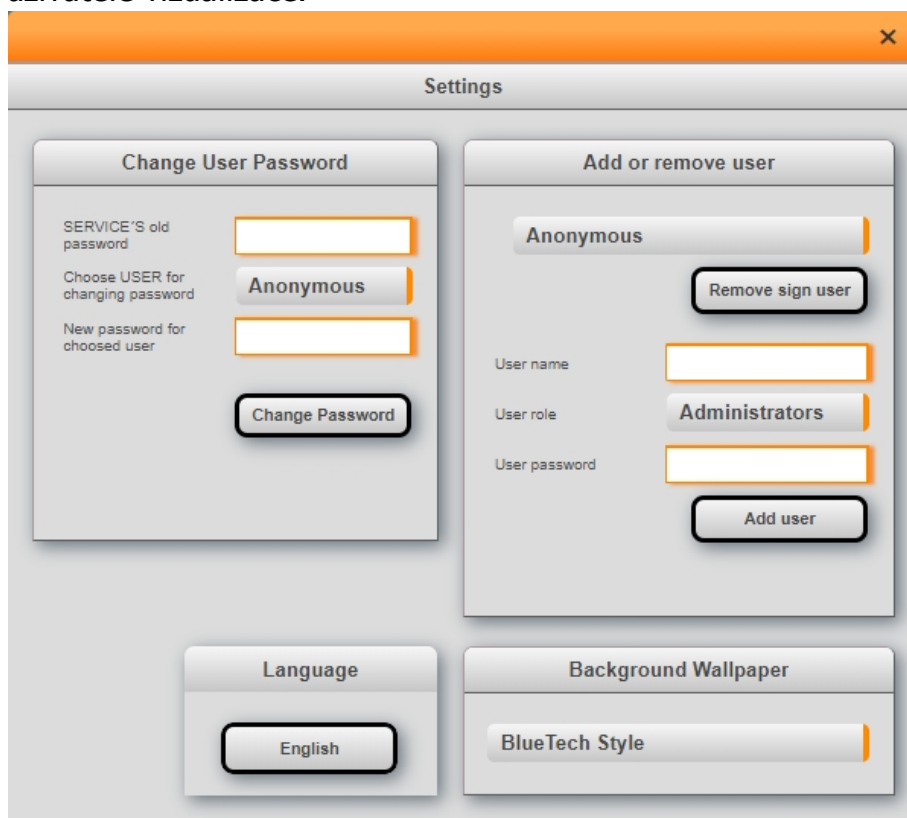 Settings
Change User Password
SERVICE´S old
password
Choose USER for
changing password
Anonymous
New password for
choosed user
Change Password
Add or remove user
Anonymous
Remove sign user
User name
User role
Administrators
User password
Add user
Language
English
Background Wallpaper
BlueTech Style